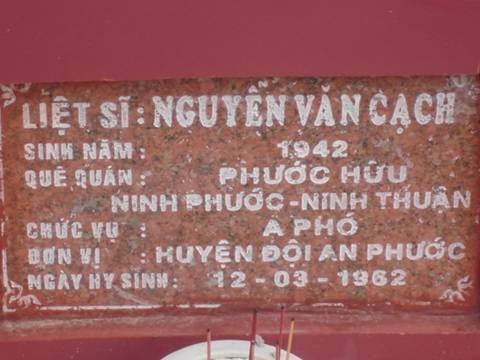 LIỆT SĨ: NGUYỄN VĂN CẠCH
SINH NĂM : 1942
QUÊ QUÁN : PHƯỚC HỮU
NINH PHƯỚC-NINH THUẬN
CHỨC VỤ : A PHÓ
ĐƠN VỊ : HUYỆN ĐỘI AN PHƯỚC
NGÀY HY SINH: 12 - 03 - 1962